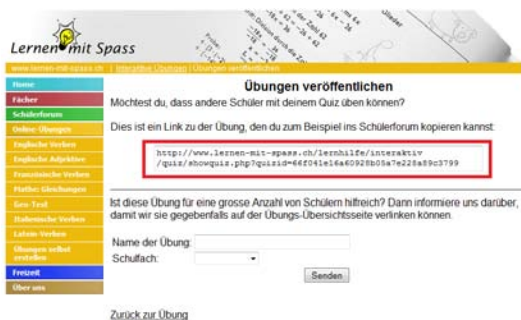 Lernen mit Spass
www.lernen-mit-spass.ch | Interaktive Übungen | Übungen veröffentlichen
Home
Fächer
Schülerforum
Online-Übungen
Englische Verben
Englische Adjektive
Französische Verben
Mathe: Gleichungen
Geo-Test
Italienische Verben
Latein-Verben
Übungen selbst
erstellen
Freizeit
Über uns
Übungen veröffentlichen
Möchtest du, dass andere Schüler mit deinem Quiz üben können?
Dies ist ein Link zu der Übung, den du zum Beispiel ins Schülerforum kopieren kannst:
http://www.lernen-mit-spass.ch/lernhilfe/interaktiv
/quiz/showquiz.php?quizid=66f041e16a60928b05a7e228a89c3799
Ist diese Übung für eine grosse Anzahl von Schülern hilfreich? Dann informiere uns darüber,
damit wir sie gegebenfalls auf der Übungs-Übersichtsseite verlinken können.
Name der Übung:
Schulfach:
Senden
Zurück zur Übung